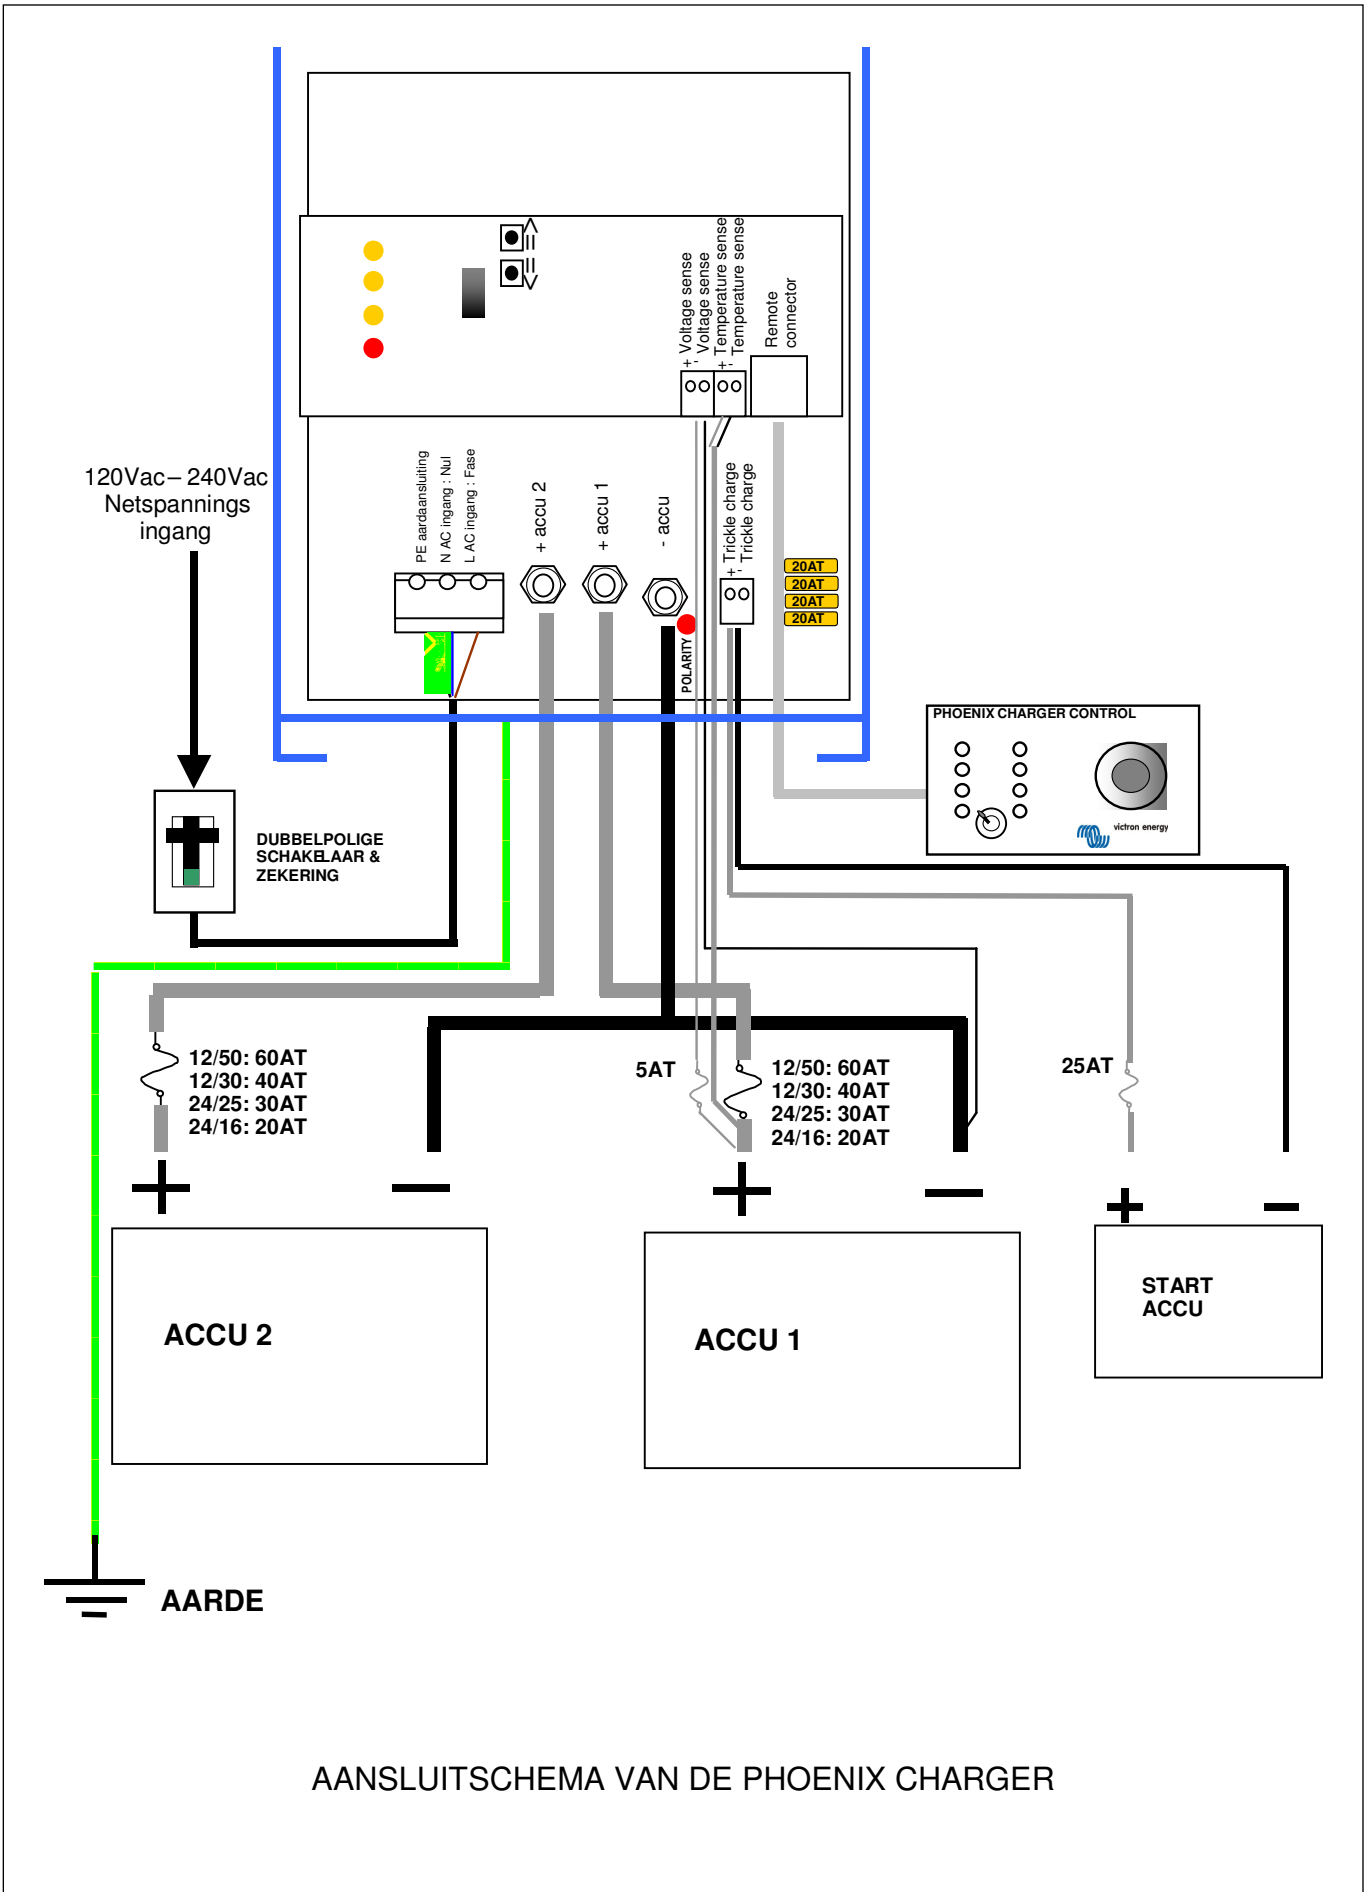 + Voltage sense
- Voltage sense
+ Temperature sense
- Temperature sense
Remote
connector
120Vac – 240Vac
Netspannings
ingang
PE aardaansluiting
N AC ingang : Nul
L AC ingang : Fase
+ accu 2
+ accu 1
- accu
+ Trickle charge
- Trickle charge
20AT
20AT
20AT
20AT
POLARITY
PHOENIX CHARGER CONTROL
victron energy
DUBBELPOLIGE
SCHAKELAAR &
ZEKERING
12/50: 60AT
12/30: 40AT
24/25: 30AT
24/16: 20AT
5AT
12/50: 60AT
12/30: 40AT
24/25: 30AT
24/16: 20AT
25AT
+
–
+
–
+
–
ACCU 2
ACCU 1
START
ACCU
AARDE
AANSLUITSCHEMA VAN DE PHOENIX CHARGER